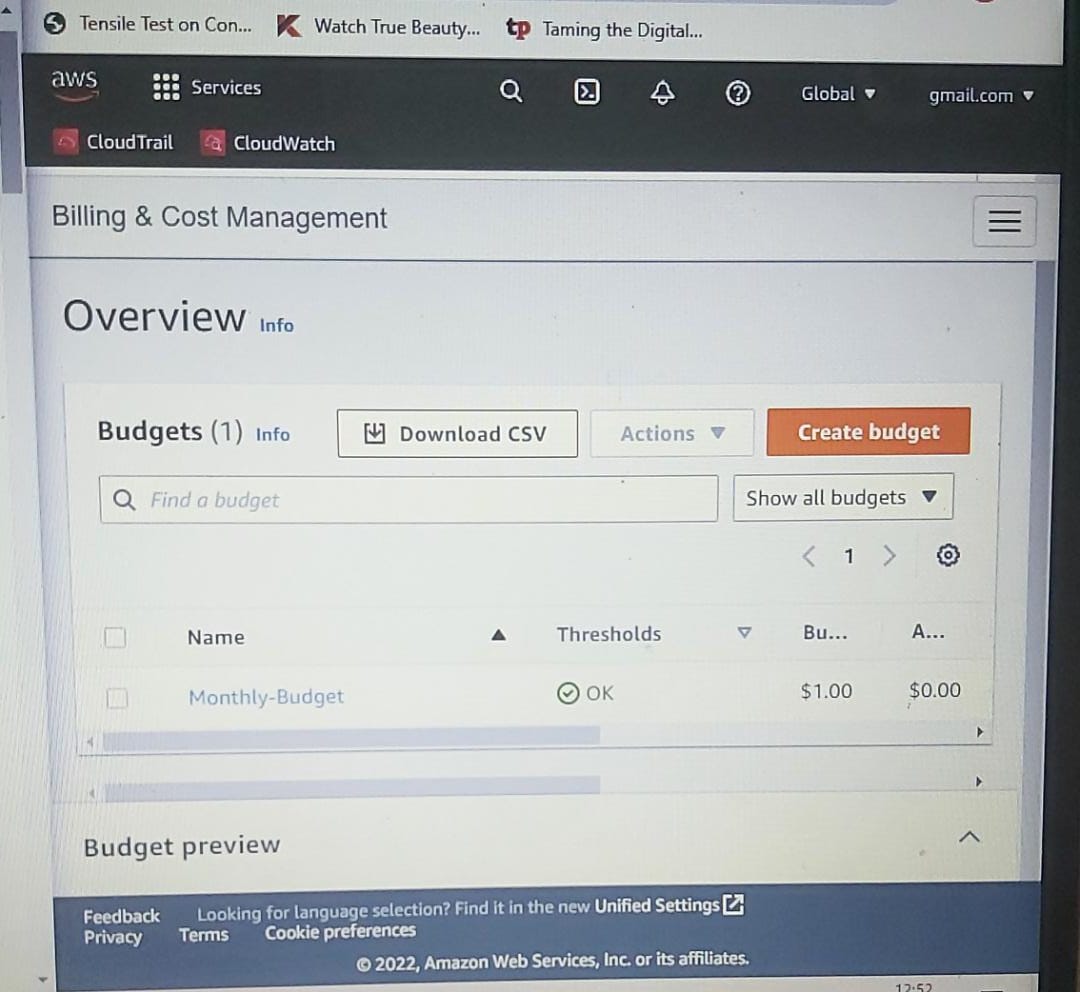 Tensile Test on Con... Watch True Beauty... tp Taming the Digital...
aws Services Global gmail.com
CloudTrail CloudWatch
Billing & Cost Management
Overview Info
Budgets (1) Info Download CSV Actions Create budget
Find a budget Show all budgets
1
Name Thresholds Bu... A...
Monthly-Budget OK $1.00 $0.00
Budget preview
Feedback Looking for language selection? Find it in the new Unified Settings
Privacy Terms Cookie preferences
© 2022, Amazon Web Services, Inc. or its affiliates.
12:52